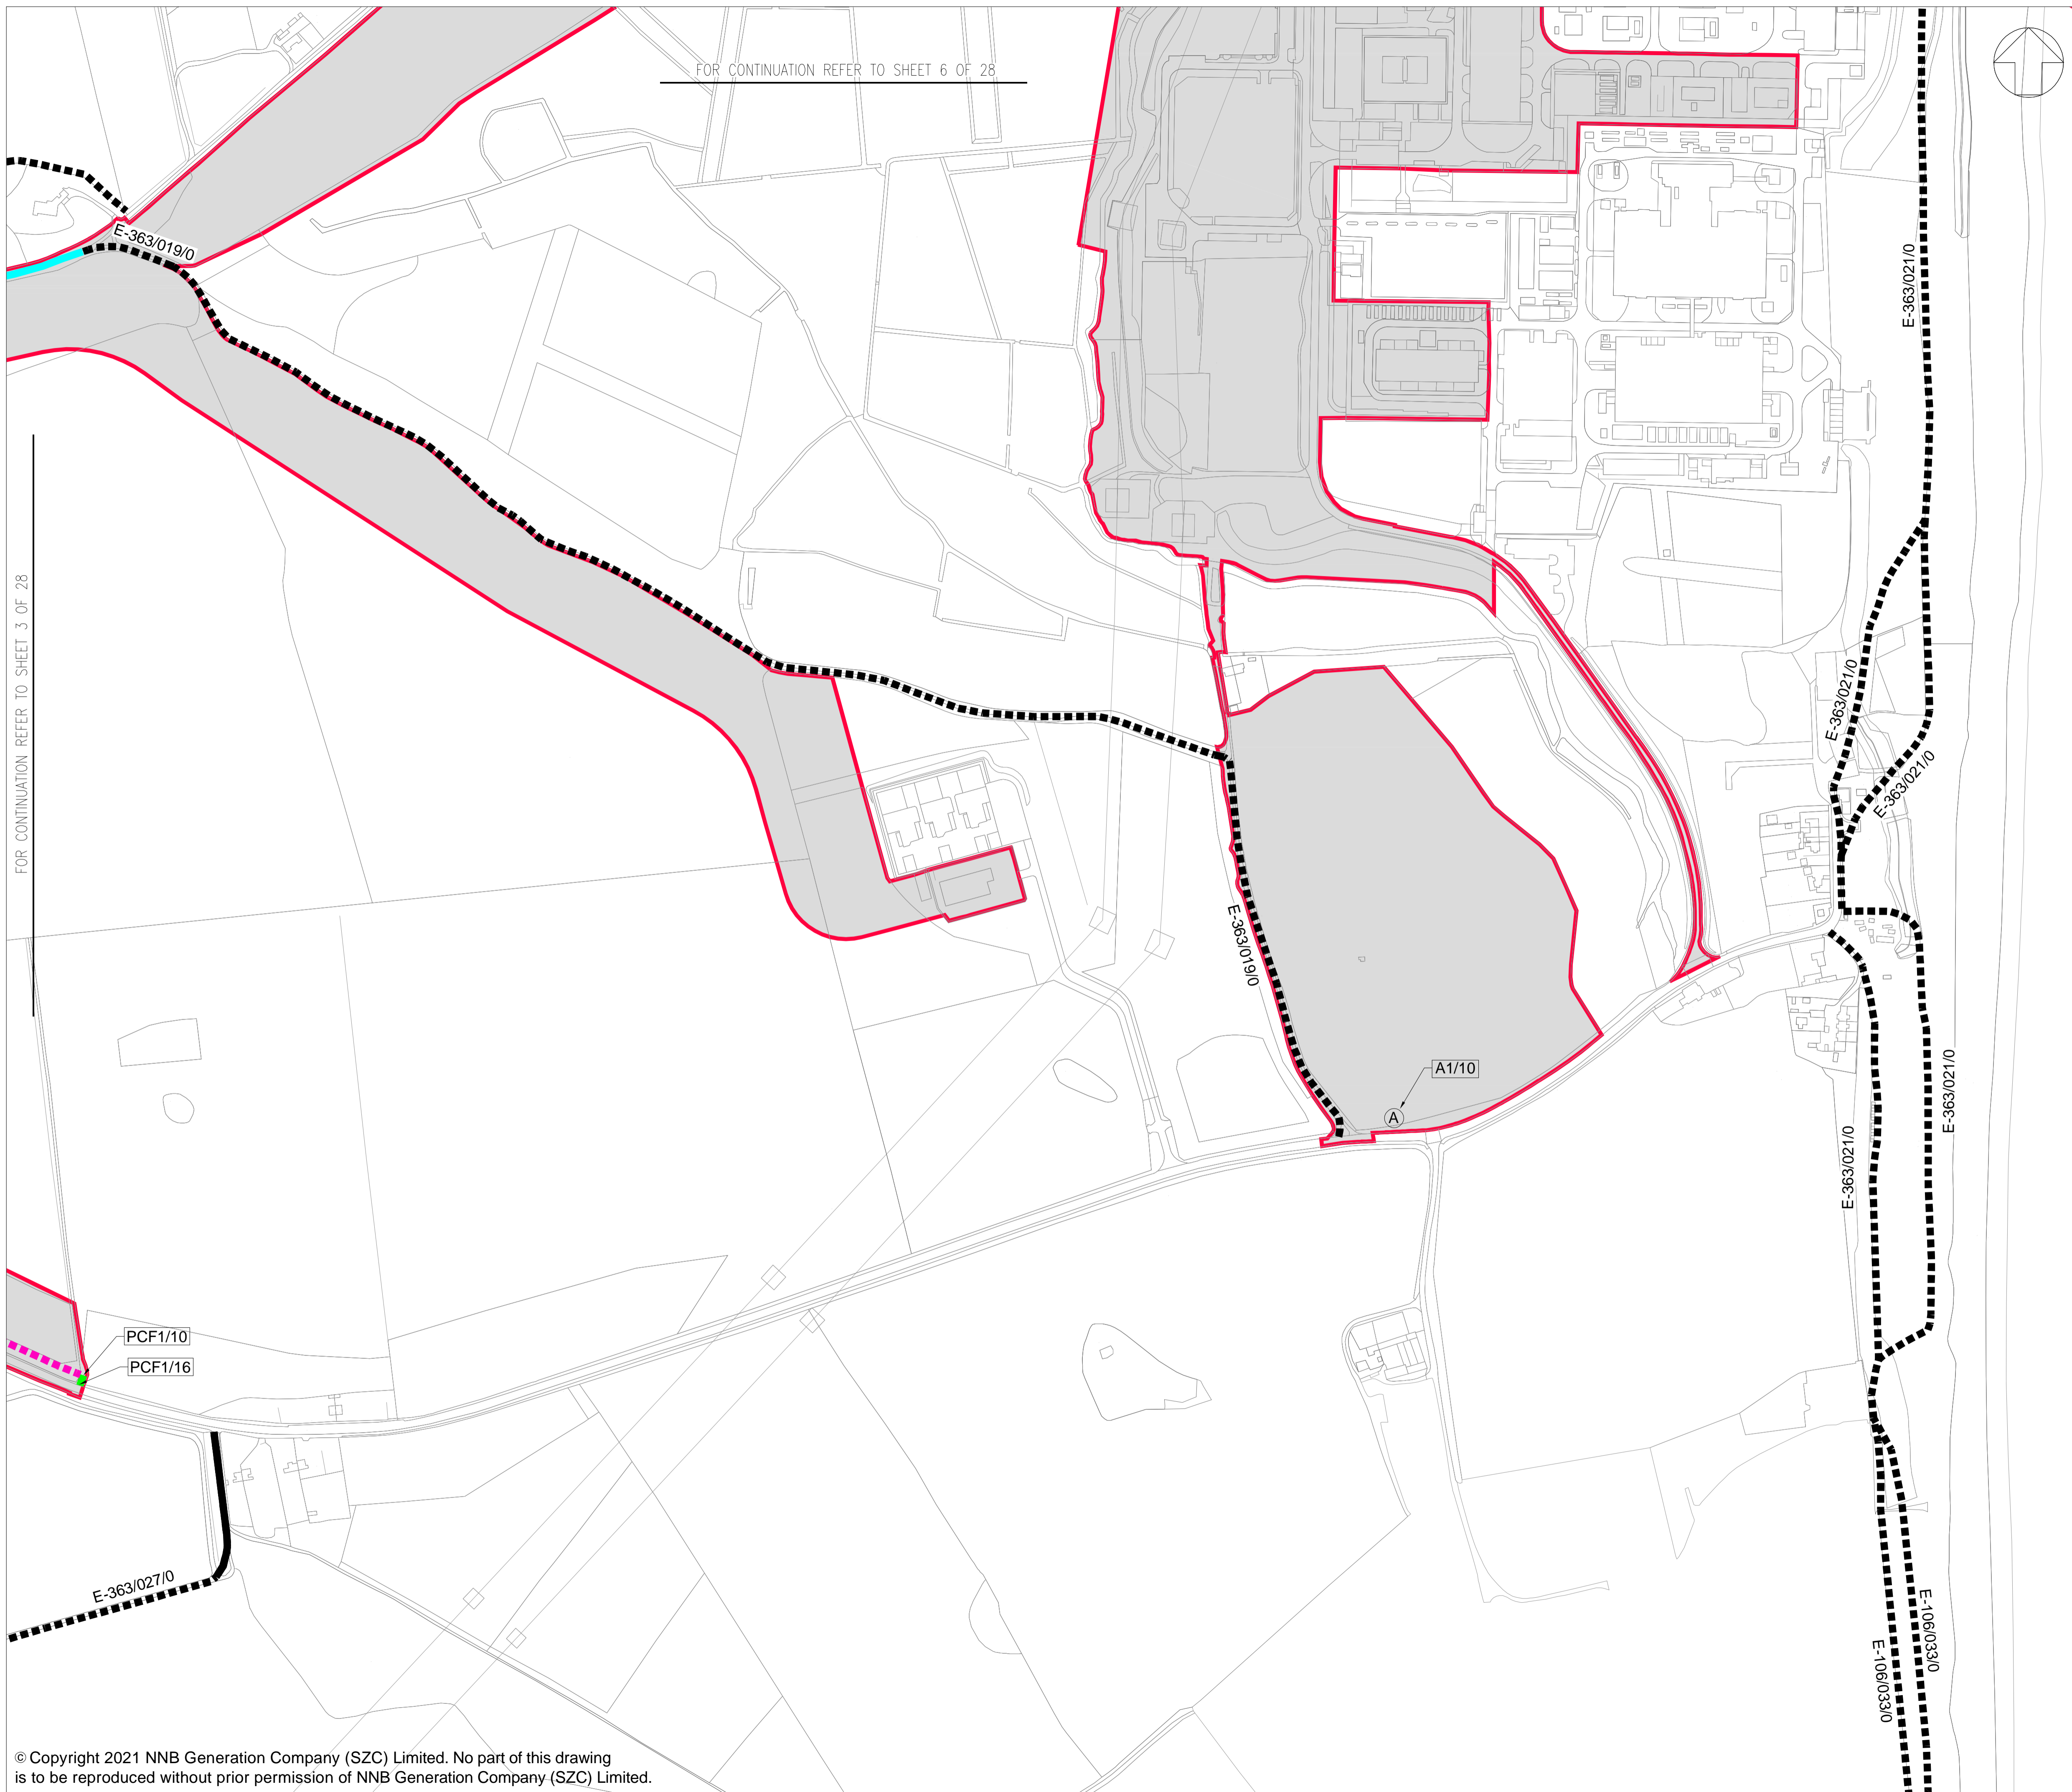 FOR CONTINUATION REFER TO SHEET 6 OF 28
E-363/019/0
E-363/021/0
FOR CONTINUATION REFER TO SHEET 3 OF 28
E-363/021/0
E-363/021/0
E-363/019/0
A1/10
A
E-363/021/0
E-363/021/0
PCF1/10
PCF1/16
E-363/027/0
E-106/033/0
E-106/033/0
© Copyright 2021 NNB Generation Company (SZC) Limited. No part of this drawing
is to be reproduced without prior permission of NNB Generation Company (SZC) Limited.